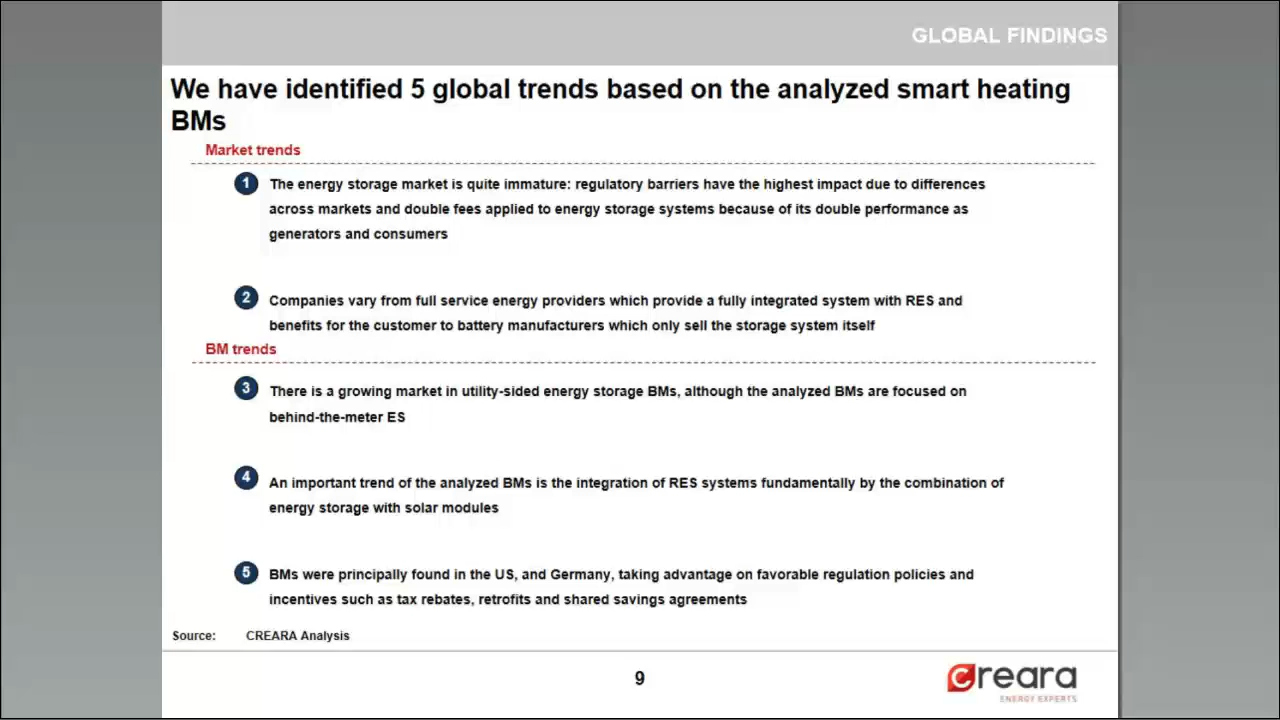 GLOBAL FINDINGS
We have identified 5 global trends based on the analyzed smart heating
BMs
Market trends
1 The energy storage market is quite immature: regulatory barriers have the highest impact due to differences
across markets and double fees applied to energy storage systems because of its double performance as
generators and consumers
2 Companies vary from full service energy providers which provide a fully integrated system with RES and
benefits for the customer to battery manufacturers which only sell the storage system itself
BM trends
3 There is a growing market in utility-sided energy storage BMs, although the analyzed BMs are focused on
behind-the-meter ES
4 An important trend of the analyzed BMs is the integration of RES systems fundamentally by the combination of
energy storage with solar modules
5 BMs were principally found in the US, and Germany, taking advantage on favorable regulation policies and
incentives such as tax rebates, retrofits and shared savings agreements
Source: CREARA Analysis
9
creara
ENERGY EXPERTS